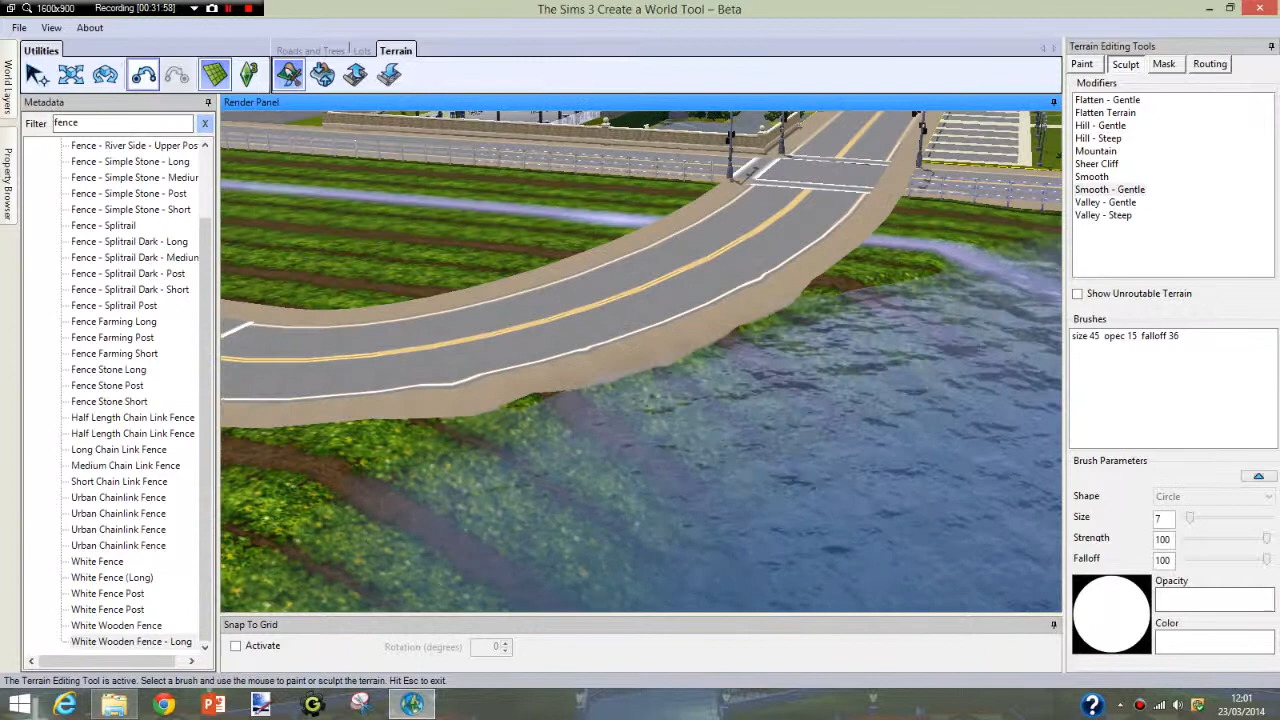 1600x900
Recording [00:31:58]
The Sims 3 Create a World Tool – Beta
File View About
World Layers
Property Browser
Utilities
Roads and Trees Lots Terrain
Metadata
Filter fence X
Fence - River Side - Upper Pos
Fence - Simple Stone - Long
Fence - Simple Stone - Mediun
Fence - Simple Stone - Post
Fence - Simple Stone - Short
Fence - Splitrail
Fence - Splitrail Dark - Long
Fence - Splitrail Dark - Medium
Fence - Splitrail Dark - Post
Fence - Splitrail Dark - Short
Fence - Splitrail Post
Fence Farming Long
Fence Farming Post
Fence Farming Short
Fence Stone Long
Fence Stone Post
Fence Stone Short
Half Length Chain Link Fence
Half Length Chain Link Fence
Long Chain Link Fence
Medium Chain Link Fence
Short Chain Link Fence
Urban Chainlink Fence
Urban Chainlink Fence
Urban Chainlink Fence
Urban Chainlink Fence
White Fence
White Fence (Long)
White Fence Post
White Fence Post
White Wooden Fence
White Wooden Fence - Long
Render Panel
Snap To Grid
Activate
Rotation (degrees) 0
Terrain Editing Tools
Paint Sculpt Mask Routing
Modifiers
Flatten - Gentle
Flatten Terrain
Hill - Gentle
Hill - Steep
Mountain
Sheer Cliff
Smooth
Smooth - Gentle
Valley - Gentle
Valley - Steep
Show Unroutable Terrain
Brushes
size 45 opec 15 falloff 36
Brush Parameters
Shape Circle
Size 7
Strength 100
Falloff 100
Opacity
Color
The Terrain Editing Tool is active. Select a brush and use the mouse to paint or sculpt the terrain. Hit Esc to exit.
12:01
23/03/2014